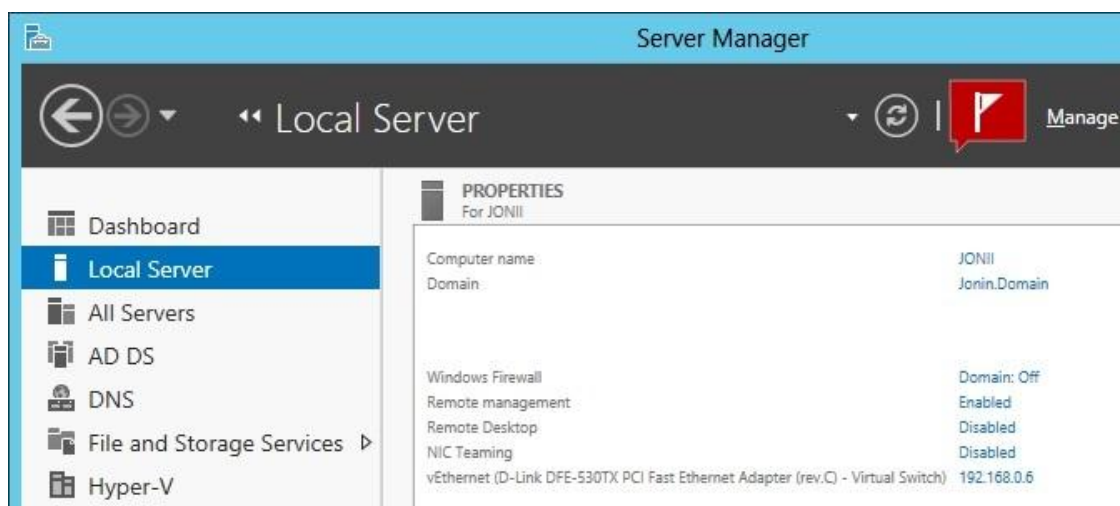 Server Manager
Local Server
Manage
Dashboard
Local Server
All Servers
AD DS
DNS
File and Storage Services
Hyper-V
PROPERTIES
For JONII
Computer name JONII
Domain Jonin.Domain
Windows Firewall Domain: Off
Remote management Enabled
Remote Desktop Disabled
NIC Teaming Disabled
vEthernet (D-Link DFE-530TX PCI Fast Ethernet Adapter (rev.C) - Virtual Switch) 192.168.0.6